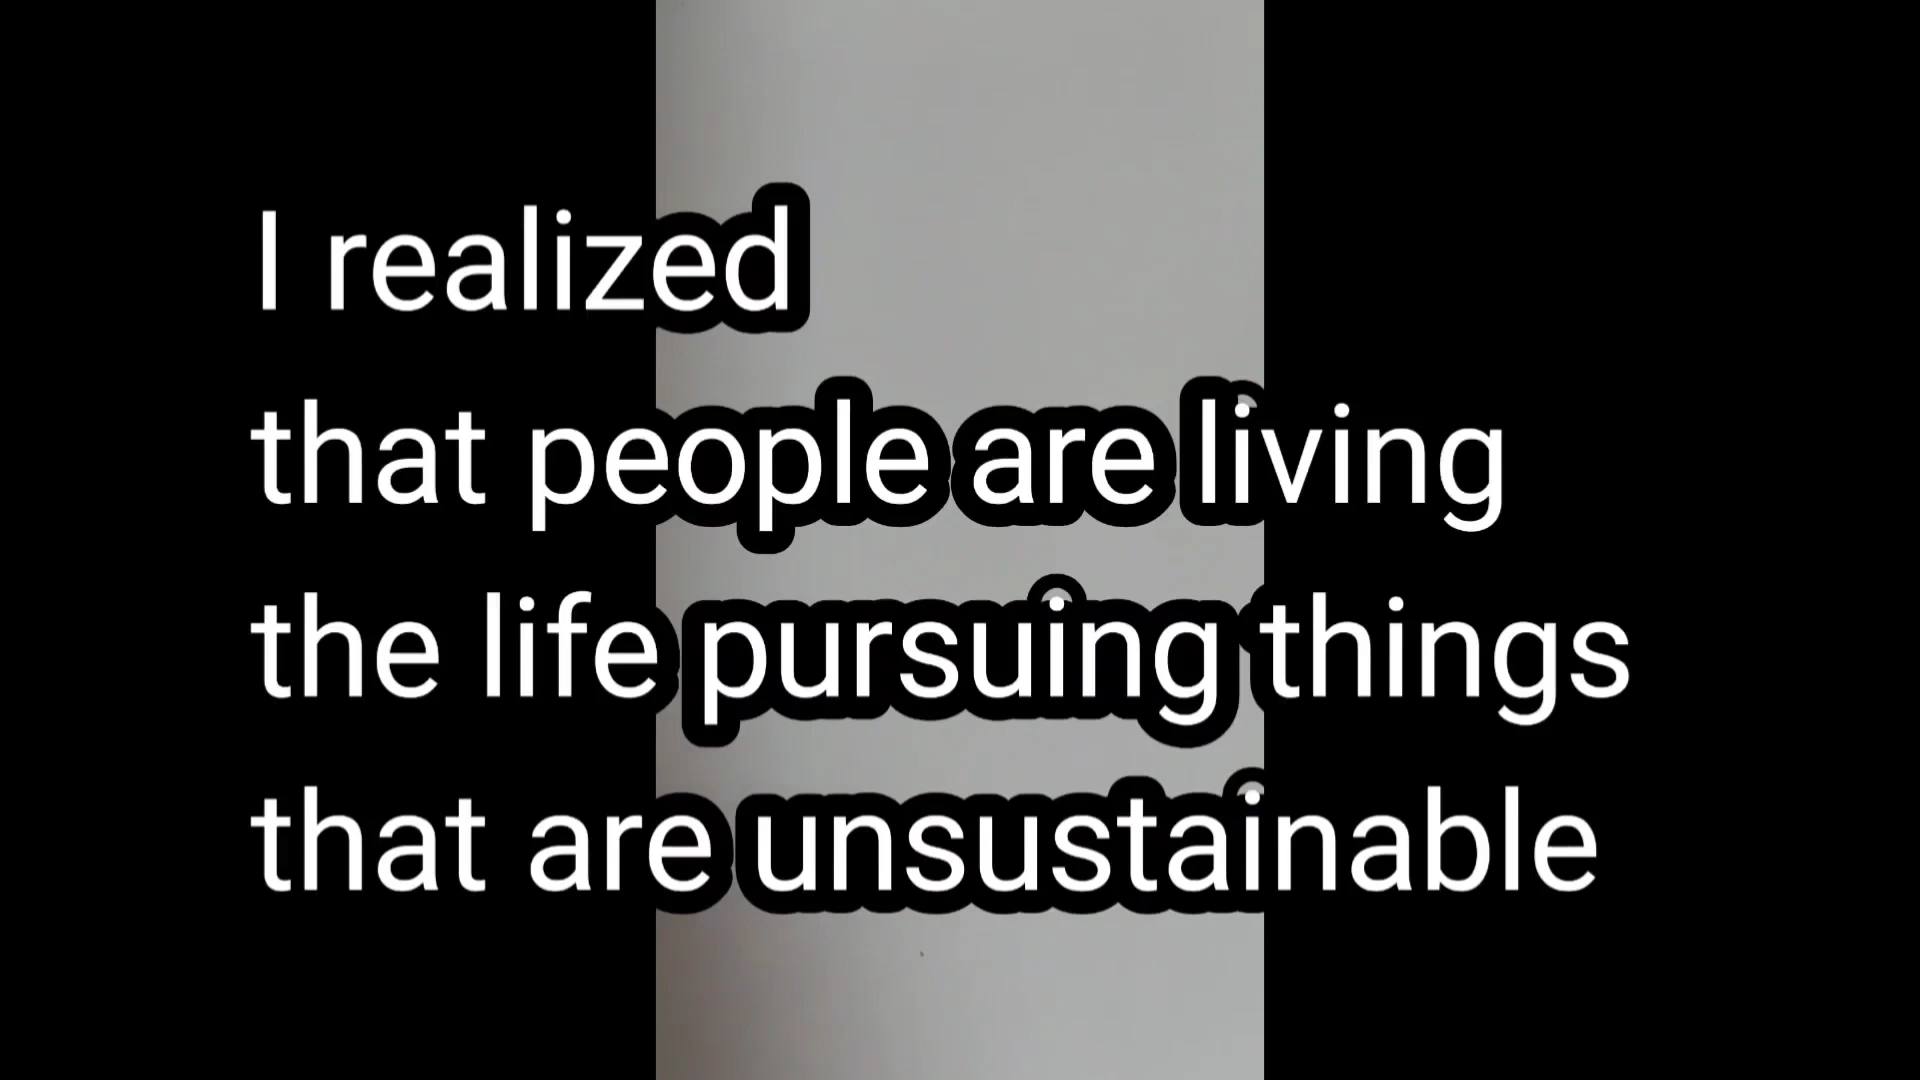 I realized
that people are living
the life pursuing things
that are unsustainable